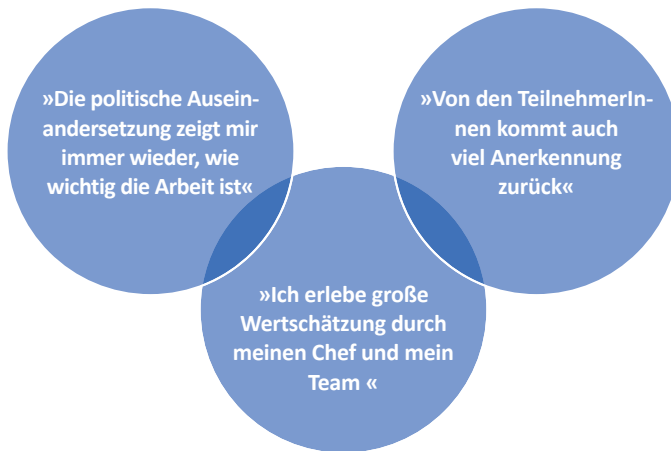 »Die politische Ausein-
andersetzung zeigt mir
immer wieder, wie
wichtig die Arbeit ist«
»Von den TeilnehmerIn-
nen kommt auch
viel Anerkennung
zurück«
»Ich erlebe große
Wertschätzung durch
meinen Chef und mein
Team «